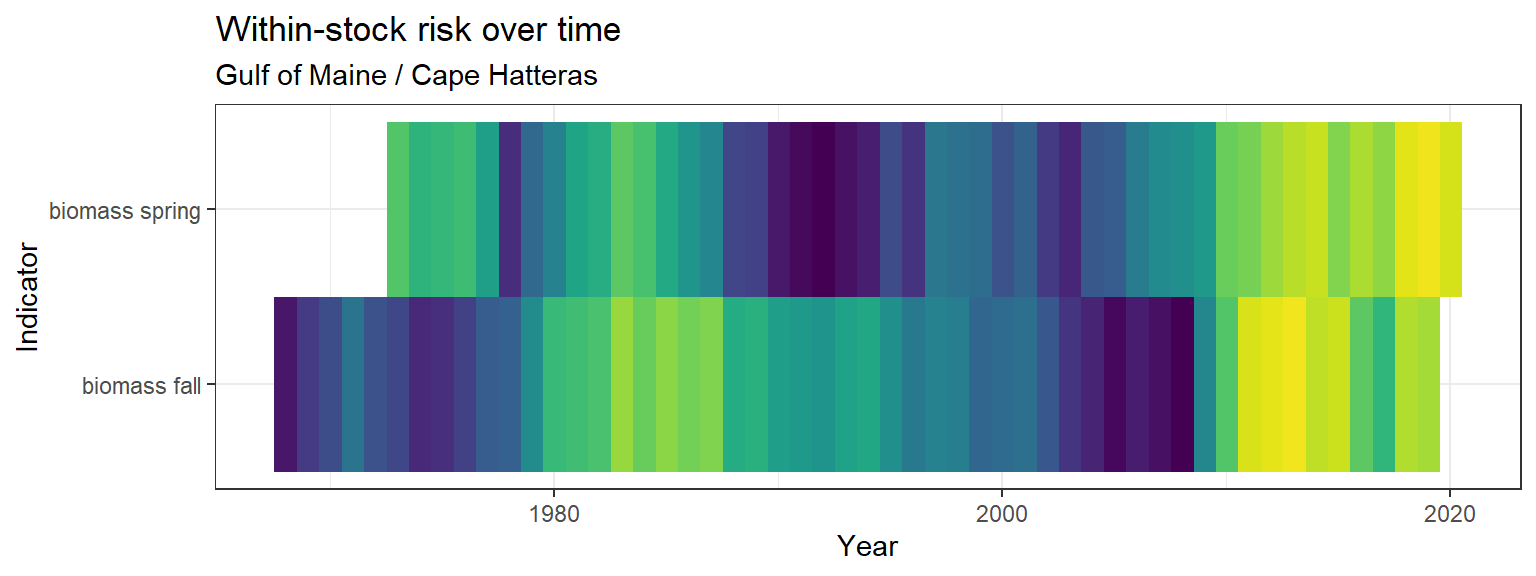 Within-stock risk over time
Gulf of Maine / Cape Hatteras
Indicator
biomass spring
biomass fall
1980
2000
2020
Year